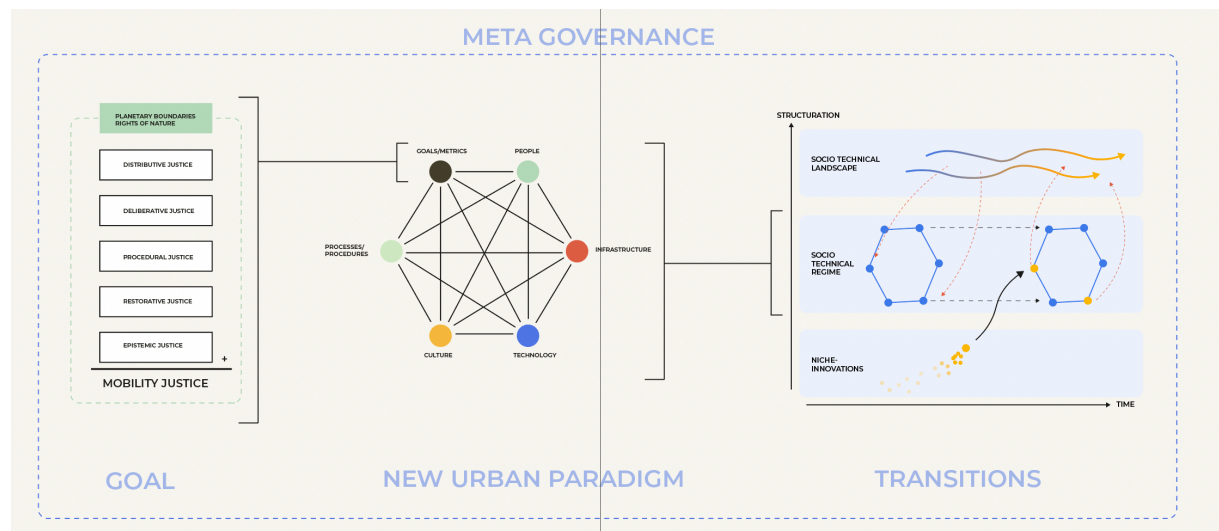 META GOVERNANCE
PLANETARY BOUNDARIES
RIGHTS OF NATURE
DISTRIBUTIVE JUSTICE
DELIBERATIVE JUSTICE
PROCEDURAL JUSTICE
RESTORATIVE JUSTICE
EPISTEMIC JUSTICE
+
MOBILITY JUSTICE
GOAL
GOALS/METRICS
PEOPLE
PROCESSES/
PROCEDURES
INFRASTRUCTURE
CULTURE
TECHNOLOGY
NEW URBAN PARADIGM
STRUCTURATION
SOCIO TECHNICAL
LANDSCAPE
SOCIO
TECHNICAL
REGIME
NICHE-
INNOVATIONS
TIME
TRANSITIONS